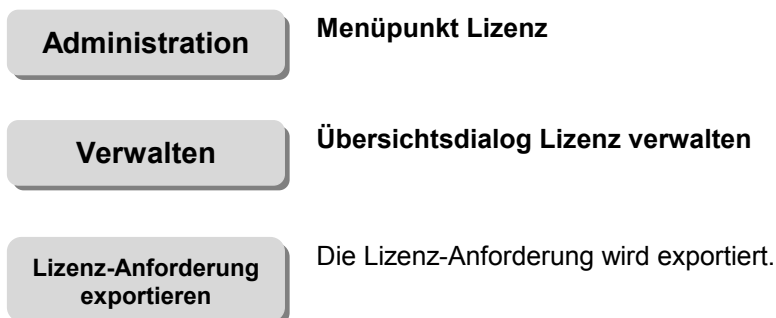 Administration
Menüpunkt Lizenz
Verwalten
Übersichtsdialog Lizenz verwalten
Lizenz-Anforderung
exportieren
Die Lizenz-Anforderung wird exportiert.